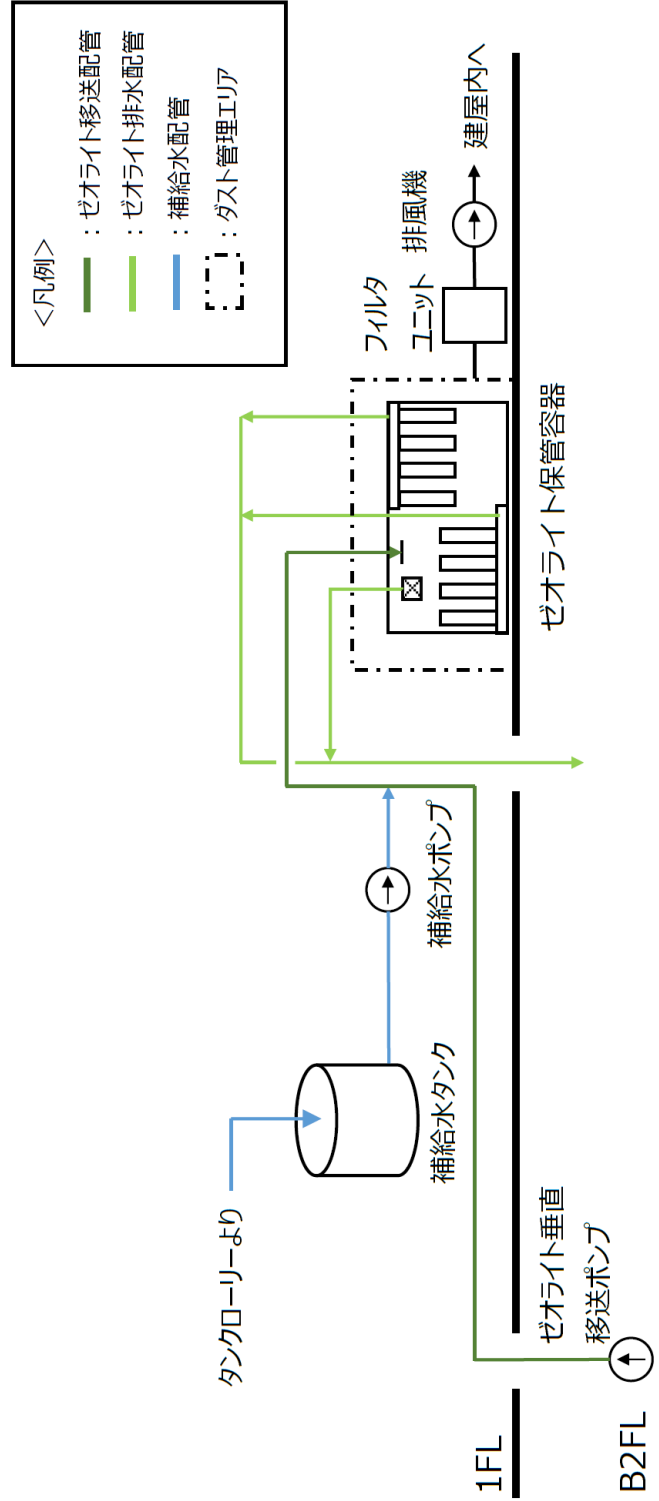 <凡例>
：ゼオライト移送配管
：ゼオライト排水配管
：補給水配管
：ダスト管理エリア
タンクローリーより
補給水タンク
補給水ポンプ
フィルタ
ユニット
排風機
建屋内へ
ゼオライト保管容器
1FL
ゼオライト垂直
移送ポンプ
B2FL